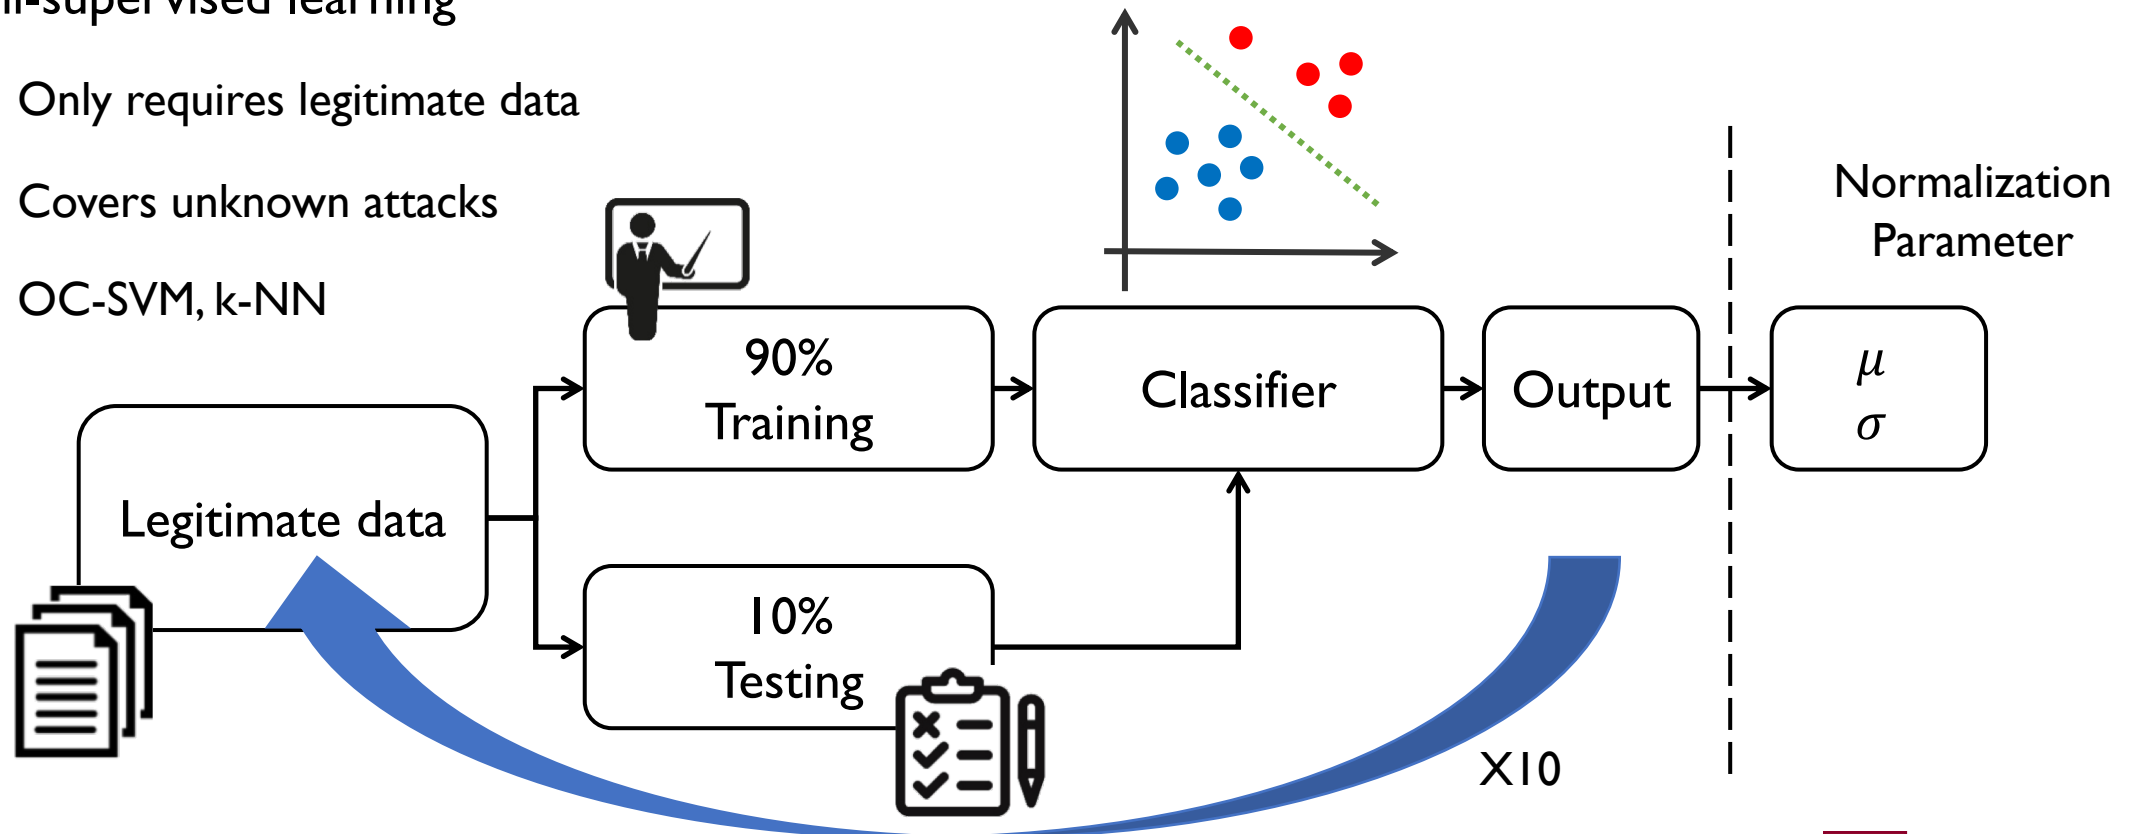 Only requires legitimate data
Covers unknown attacks
OC-SVM, k-NN
Normalization
Parameter
90%
Training
Classifier
Output
μ
σ
Legitimate data
10%
Testing
X10